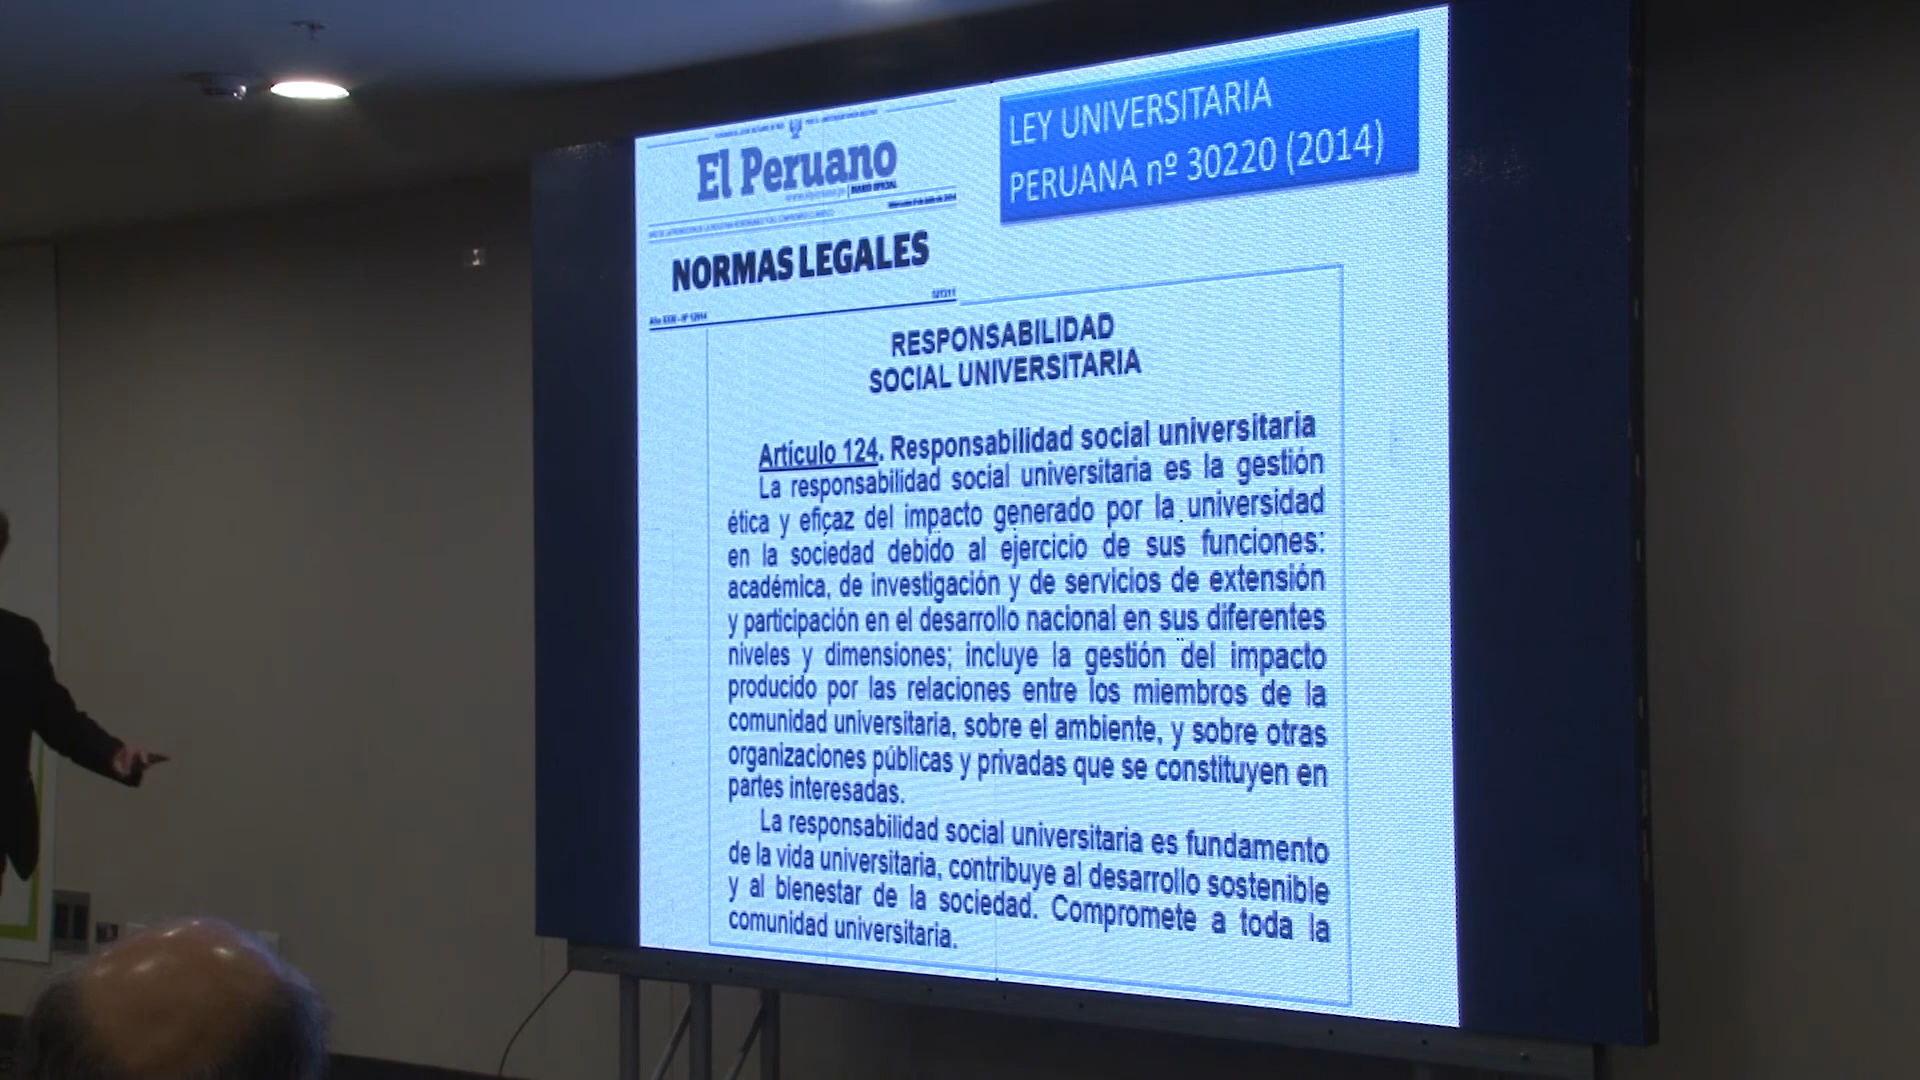 El Peruano
DIARIO OFICIAL
NORMAS LEGALES
LEY UNIVERSITARIA
PERUANA nº 30220 (2014)
RESPONSABILIDAD
SOCIAL UNIVERSITARIA
Artículo 124. Responsabilidad social universitaria
La responsabilidad social universitaria es la gestión
ética y eficaz del impacto generado por la universidad
en la sociedad debido al ejercicio de sus funciones:
académica, de investigación y de servicios de extensión
y participación en el desarrollo nacional en sus diferentes
niveles y dimensiones; incluye la gestión del impacto
producido por las relaciones entre los miembros de la
comunidad universitaria, sobre el ambiente, y sobre otras
organizaciones públicas y privadas que se constituyen en
partes interesadas.
La responsabilidad social universitaria es fundamento
de la vida universitaria, contribuye al desarrollo sostenible
y al bienestar de la sociedad. Compromete a toda la
comunidad universitaria.